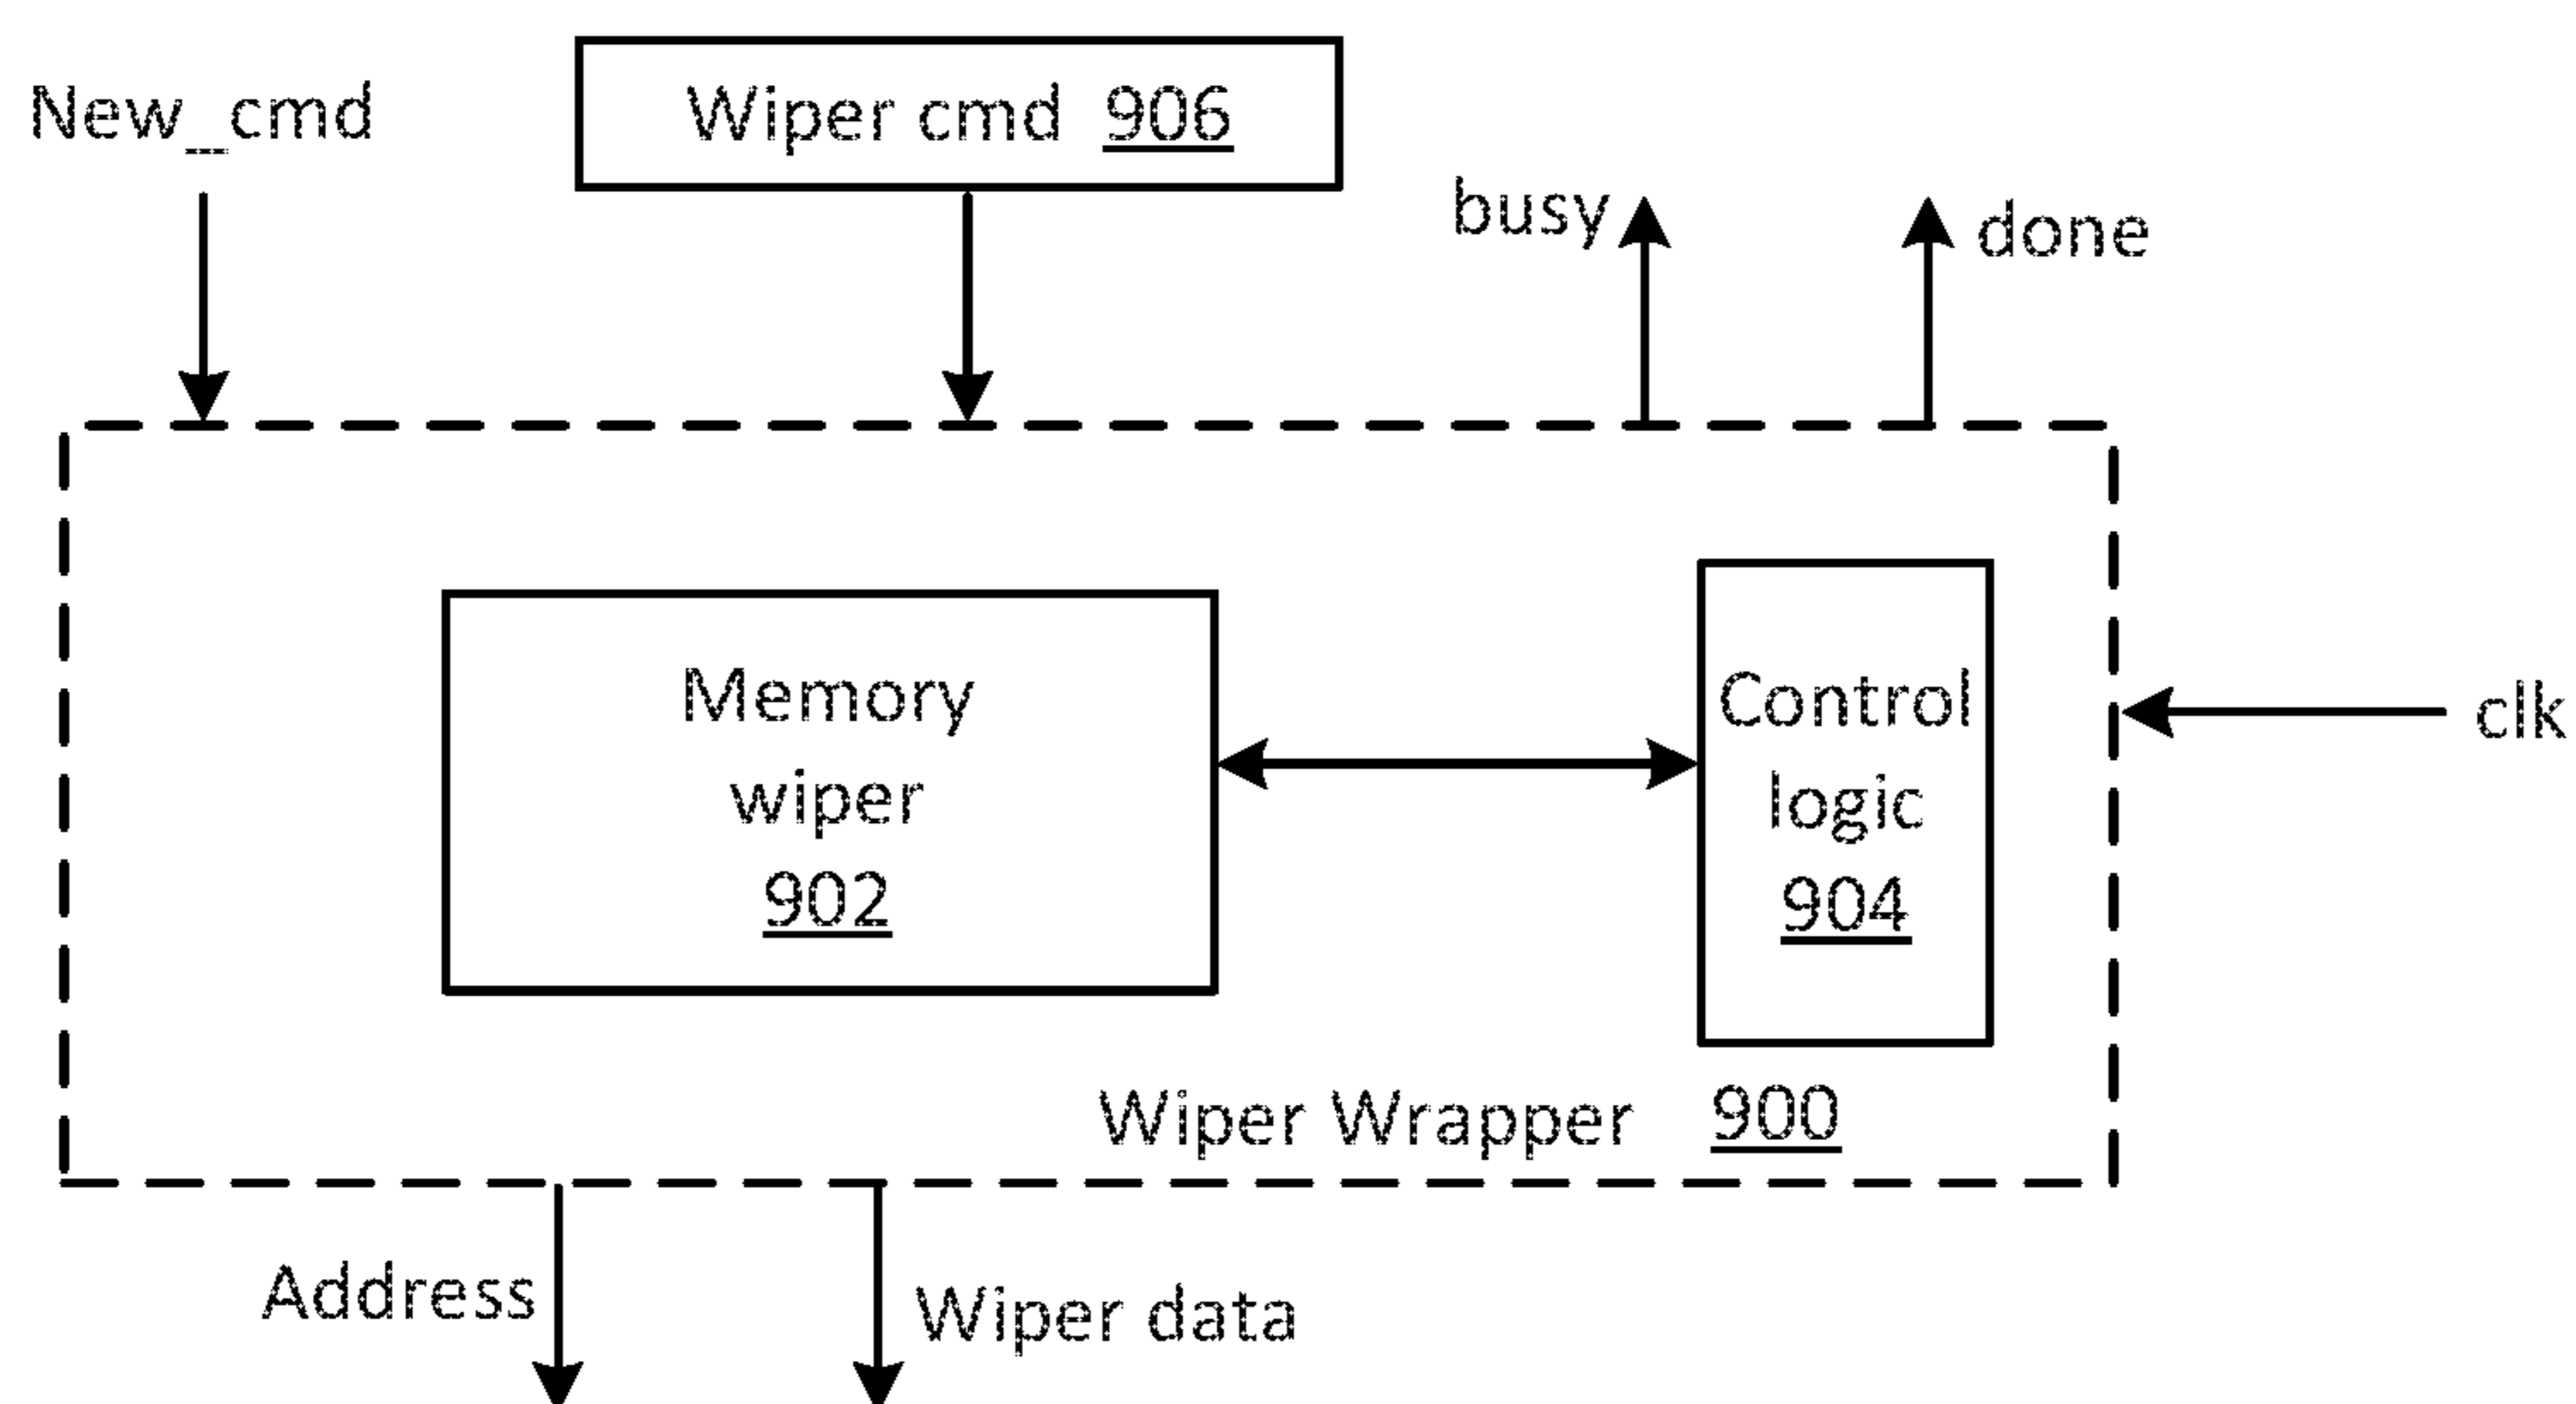 New_cmd
Wiper cmd 906
busy
done
Memory
wiper
902
Control
logic
904
clk
Wiper Wrapper 900
Address
Wiper data